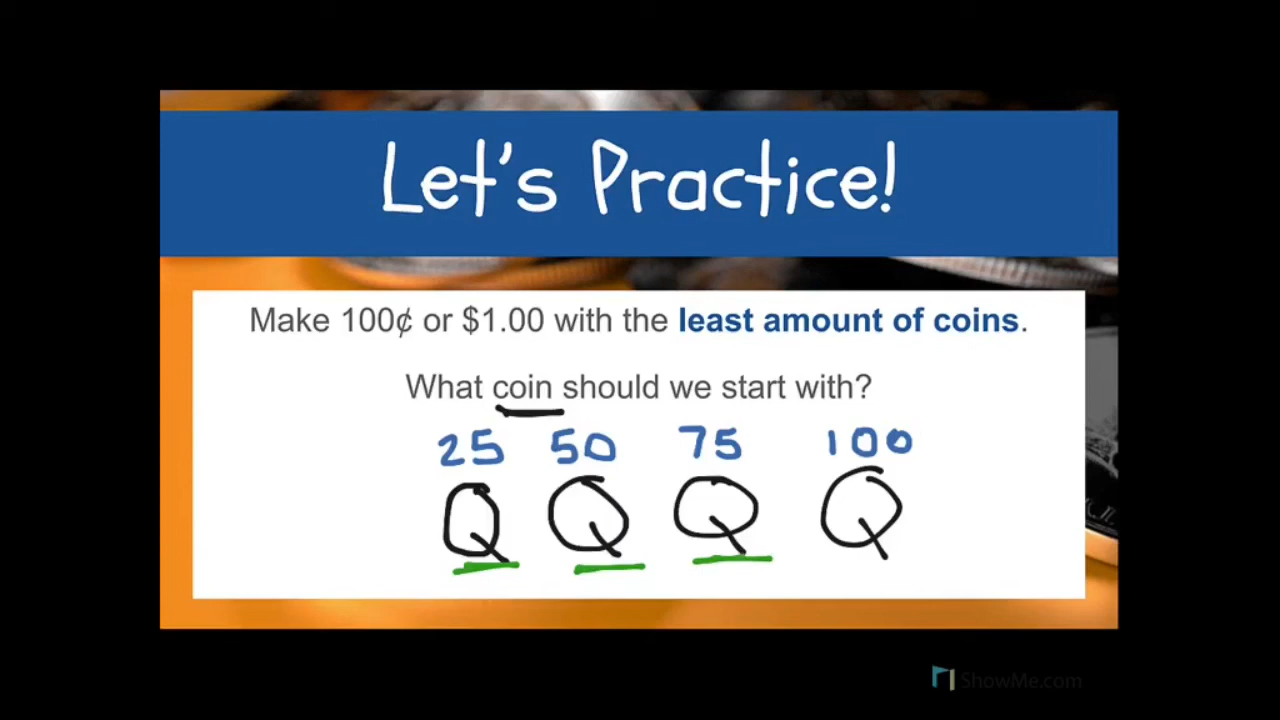 Let's Practice!
Make 100¢ or $1.00 with the least amount of coins.
What coin should we start with?
25 50 75 100
Q Q Q Q
ShowMe.com